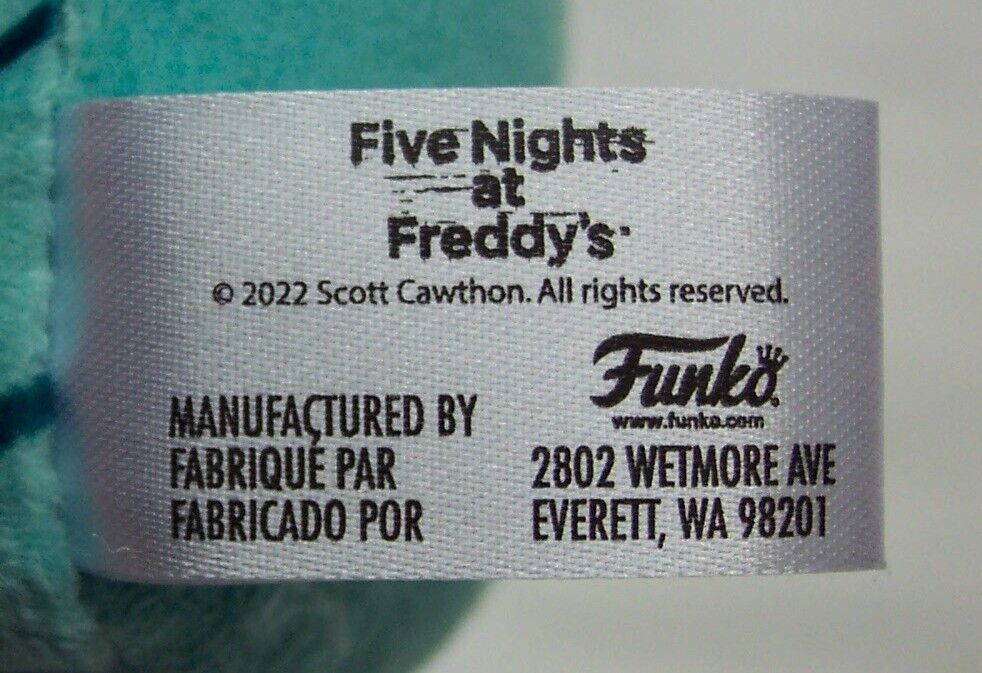 Five Nights
at
Freddy's
© 2022 Scott Cawthon. All rights reserved.
Funko
www.funko.com
MANUFACTURED BY
FABRIQUÉ PAR
FABRICADO POR
2802 WETMORE AVE
EVERETT, WA 98201